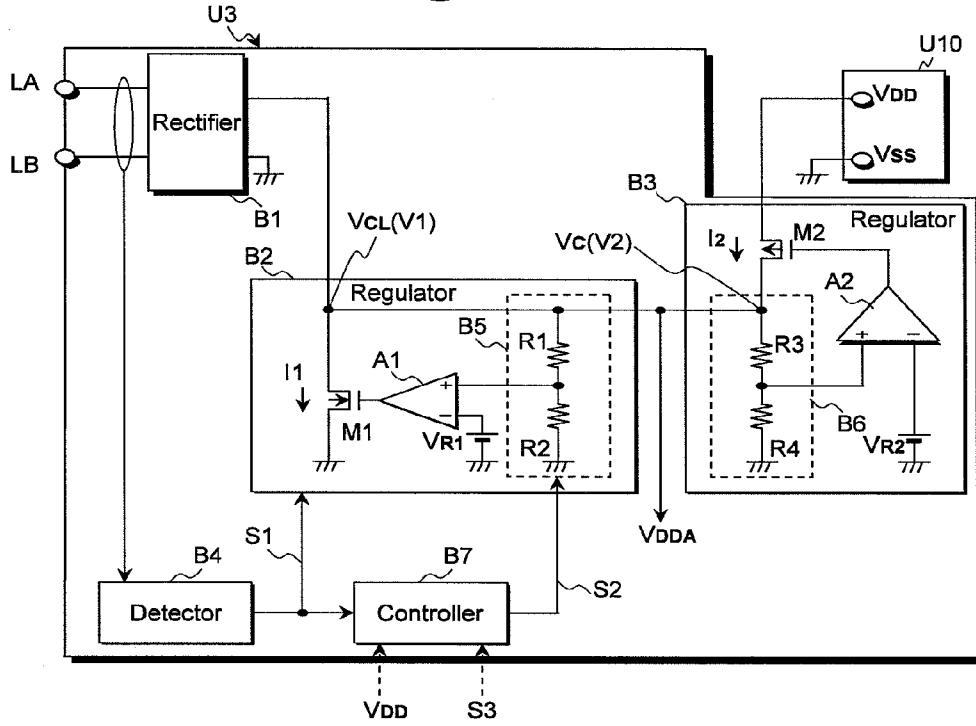 U3
U10
LA
LB
Rectifier
B1
VDD
VSS
B3
Regulator
VCL(V1)
VC(V2)
I2
M2
A2
B2
Regulator
B5
R1
A1
I1
+
−
M1
VR1
R2
+
−
R3
B6
R4
VR2
VDDA
S1
S2
B4
Detector
B7
Controller
VDD
S3